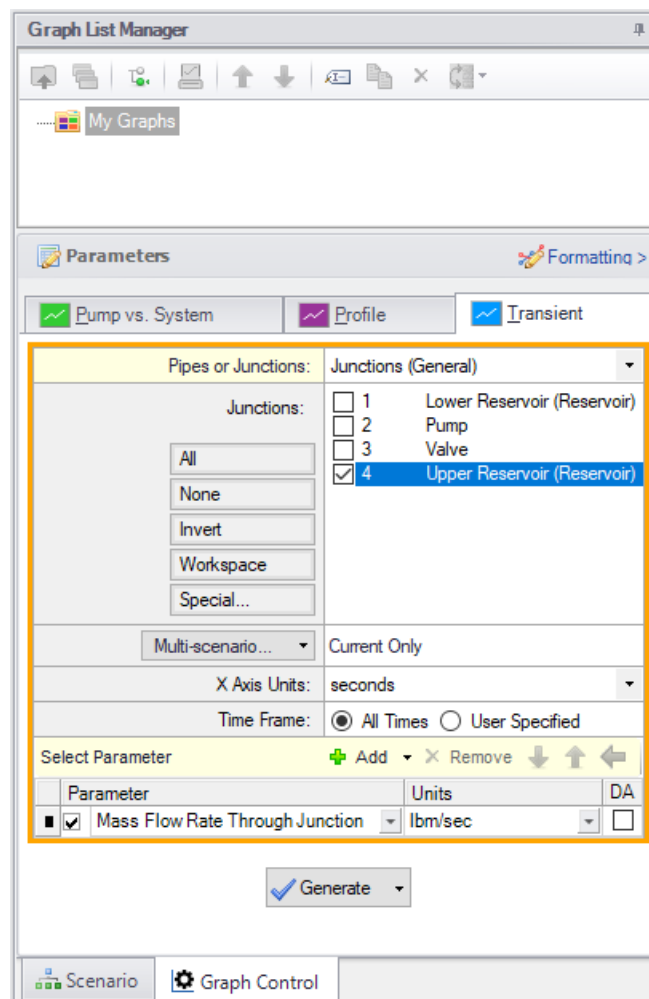 Graph List Manager
My Graphs
Parameters Formatting >
Pump vs. System Profile Transient
Pipes or Junctions: Junctions (General)
Junctions:
1 Lower Reservoir (Reservoir)
2 Pump
3 Valve
4 Upper Reservoir (Reservoir)
All
None
Invert
Workspace
Special...
Multi-scenario... Current Only
X Axis Units: seconds
Time Frame: All Times User Specified
Select Parameter Add Remove
Parameter Units DA
Mass Flow Rate Through Junction lbm/sec
Generate
Scenario Graph Control